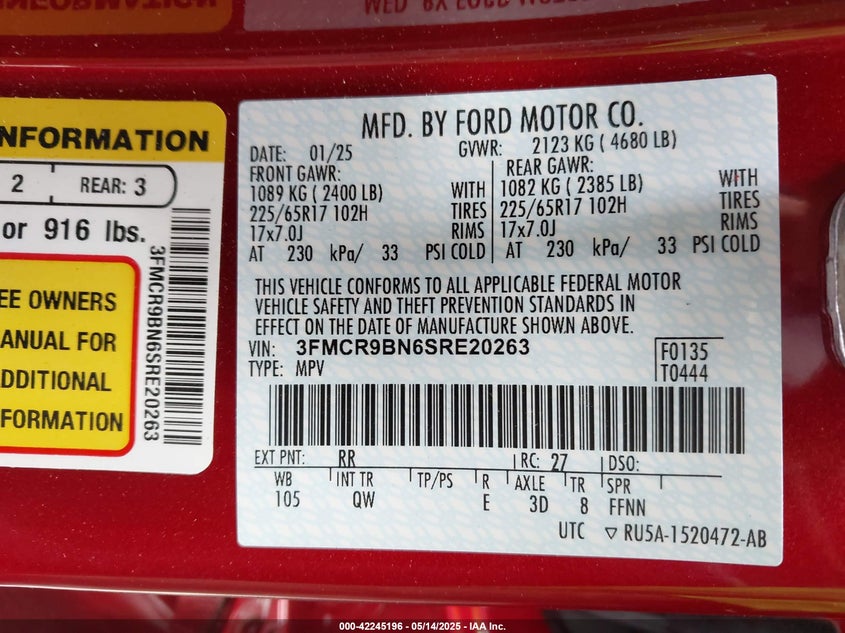 MFD. BY FORD MOTOR CO.
DATE: 01/25 GVWR: 2123 KG ( 4680 LB)
FRONT GAWR: REAR GAWR:
1089 KG ( 2400 LB) WITH 1082 KG ( 2385 LB) WITH
225/65R17 102H TIRES 225/65R17 102H TIRES
17x7.0J RIMS 17x7.0J RIMS
AT 230 kPa/ 33 PSI COLD AT 230 kPa/ 33 PSI COLD
THIS VEHICLE CONFORMS TO ALL APPLICABLE FEDERAL MOTOR
VEHICLE SAFETY AND THEFT PREVENTION STANDARDS IN
EFFECT ON THE DATE OF MANUFACTURE SHOWN ABOVE.
VIN: 3FMCR9BN6SRE20263 F0135
TYPE: MPV T0444
EXT PNT: RR RC: 27 DSO:
WB INT TR TP/PS R AXLE TR SPR
105 QW E 3D 8 FFNN
UTC ▽ RU5A-1520472-AB
NFORMATION
2 REAR: 3
or 916 lbs.
EE OWNERS
ANUAL FOR
ADDITIONAL
FORMATION
3FMCR9BN6SRE20263
000-42245196 - 05/14/2025 - IAA Inc.